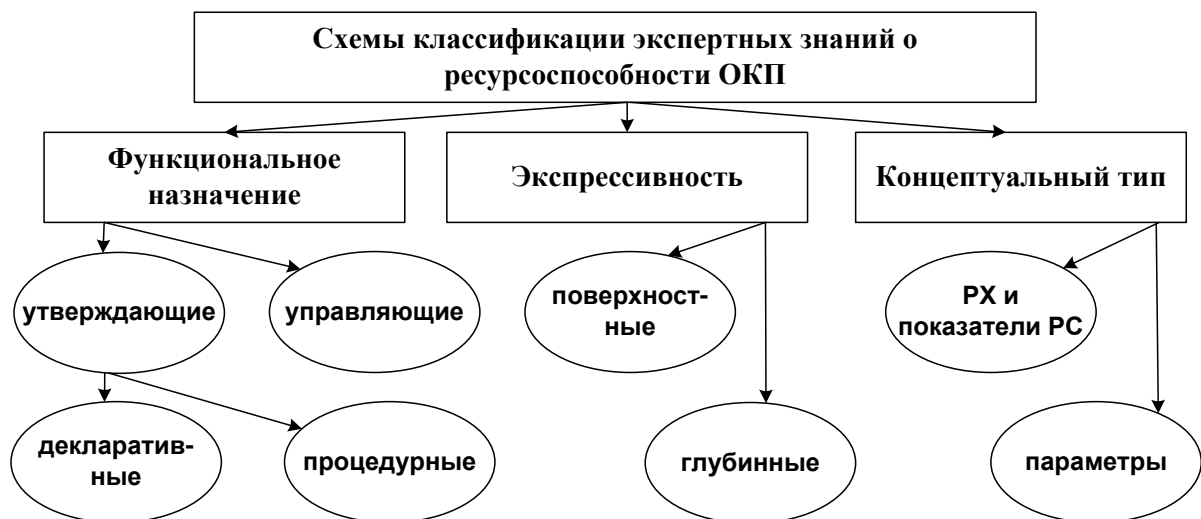 Схемы классификации экспертных знаний о
ресурсоспособности ОКП
Функциональное
назначение
Экспрессивность
Концептуальный тип
утверждающие
управляющие
поверхност-
ные
РХ и
показатели РС
декларатив-
ные
процедурные
глубинные
параметры